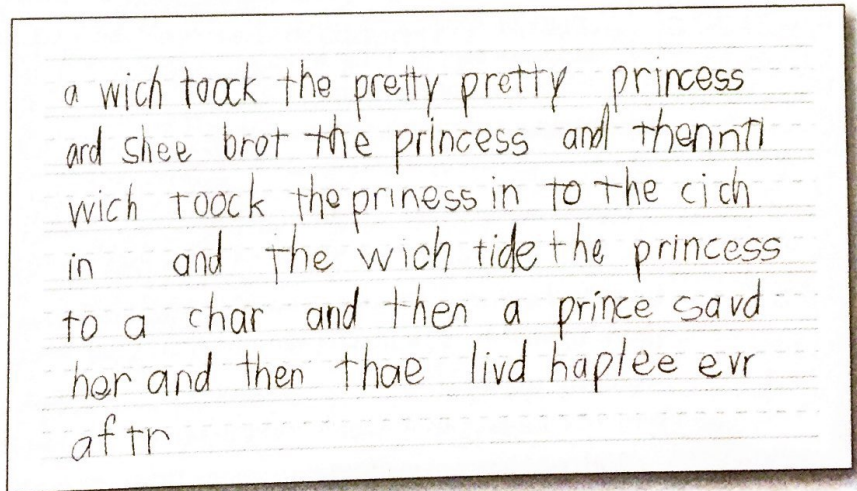 a wich toock the pretty pretty princess
ard shee brot the princess and
wich toock the priness in to the cich
in and the wich tide the princess
to a char and then a prince savd
her and then thae livd haplee evr
aftr